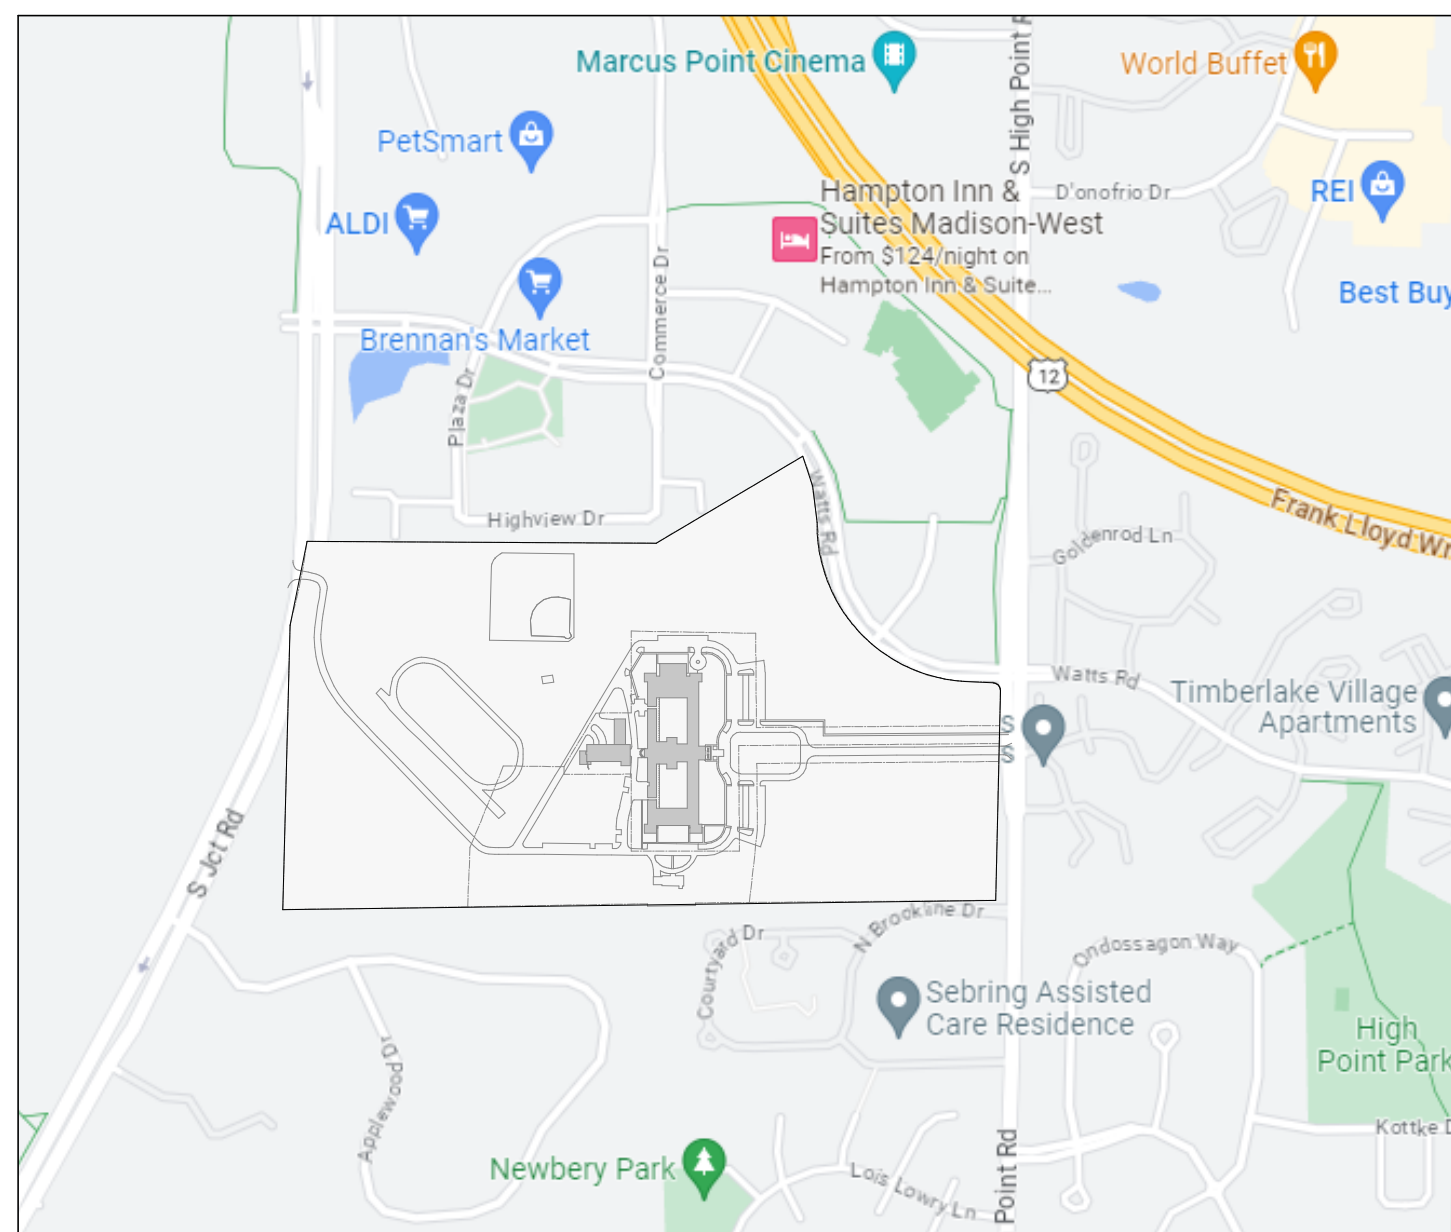 Marcus Point Cinema
World Buffet
S High Point R
PetSmart
D'onofrio Dr
REI
Hampton Inn &
Suites Madison-West
From $124/night on
Hampton Inn & Suite...
ALDI
Commerce Dr
Brennan's Market
Best Buy
12
Plaza Dr
Watts Rd
Highview Dr
Goldenrod Ln
Frank Lloyd Wr
Watts Rd
Timberlake Village
Apartments
S
S
S Jct Rd
Courtyard Dr
N Brookline Dr
Ondossagon Way
Sebring Assisted
Care Residence
High
Point Park
Applewood Dr
Kottke D
Newbery Park
Lois Lowry Ln
Point Rd